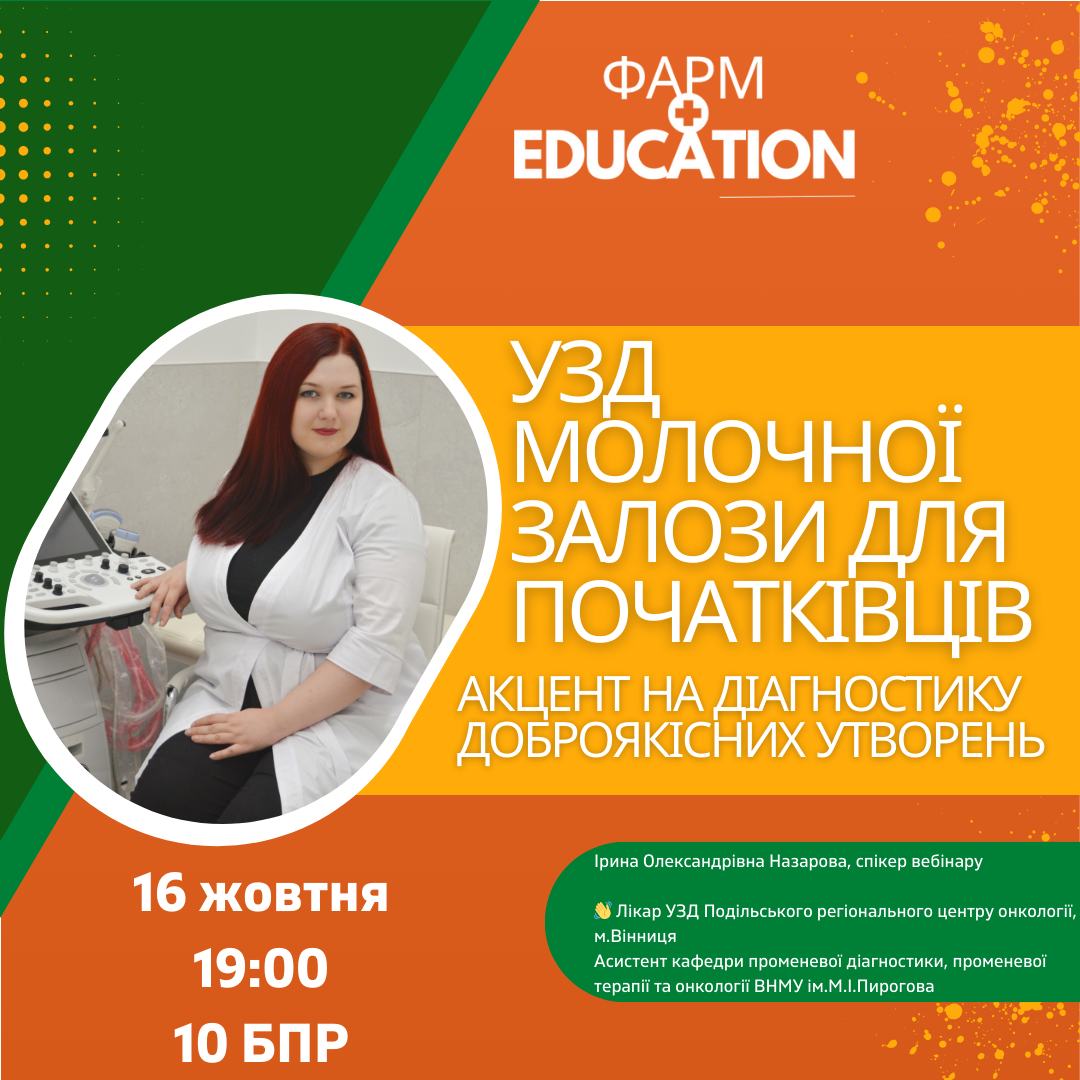 ФАРМ
EDUCATION
УЗД
МОЛОЧНОЇ
ЗАЛОЗИ ДЛЯ
ПОЧАТКІВЦІВ
АКЦЕНТ НА ДІАГНОСТИКУ
ДОБРОЯКІСНИХ УТВОРЕНЬ
16 жовтня
19:00
10 БПР
Ірина Олександрівна Назарова, спікер вебінару
👋 Лікар УЗД Подільського регіонального центру онкології,
м.Вінниця
Асистент кафедри променевої діагностики, променевої
терапії та онкології ВНМУ ім.М.І.Пирогова